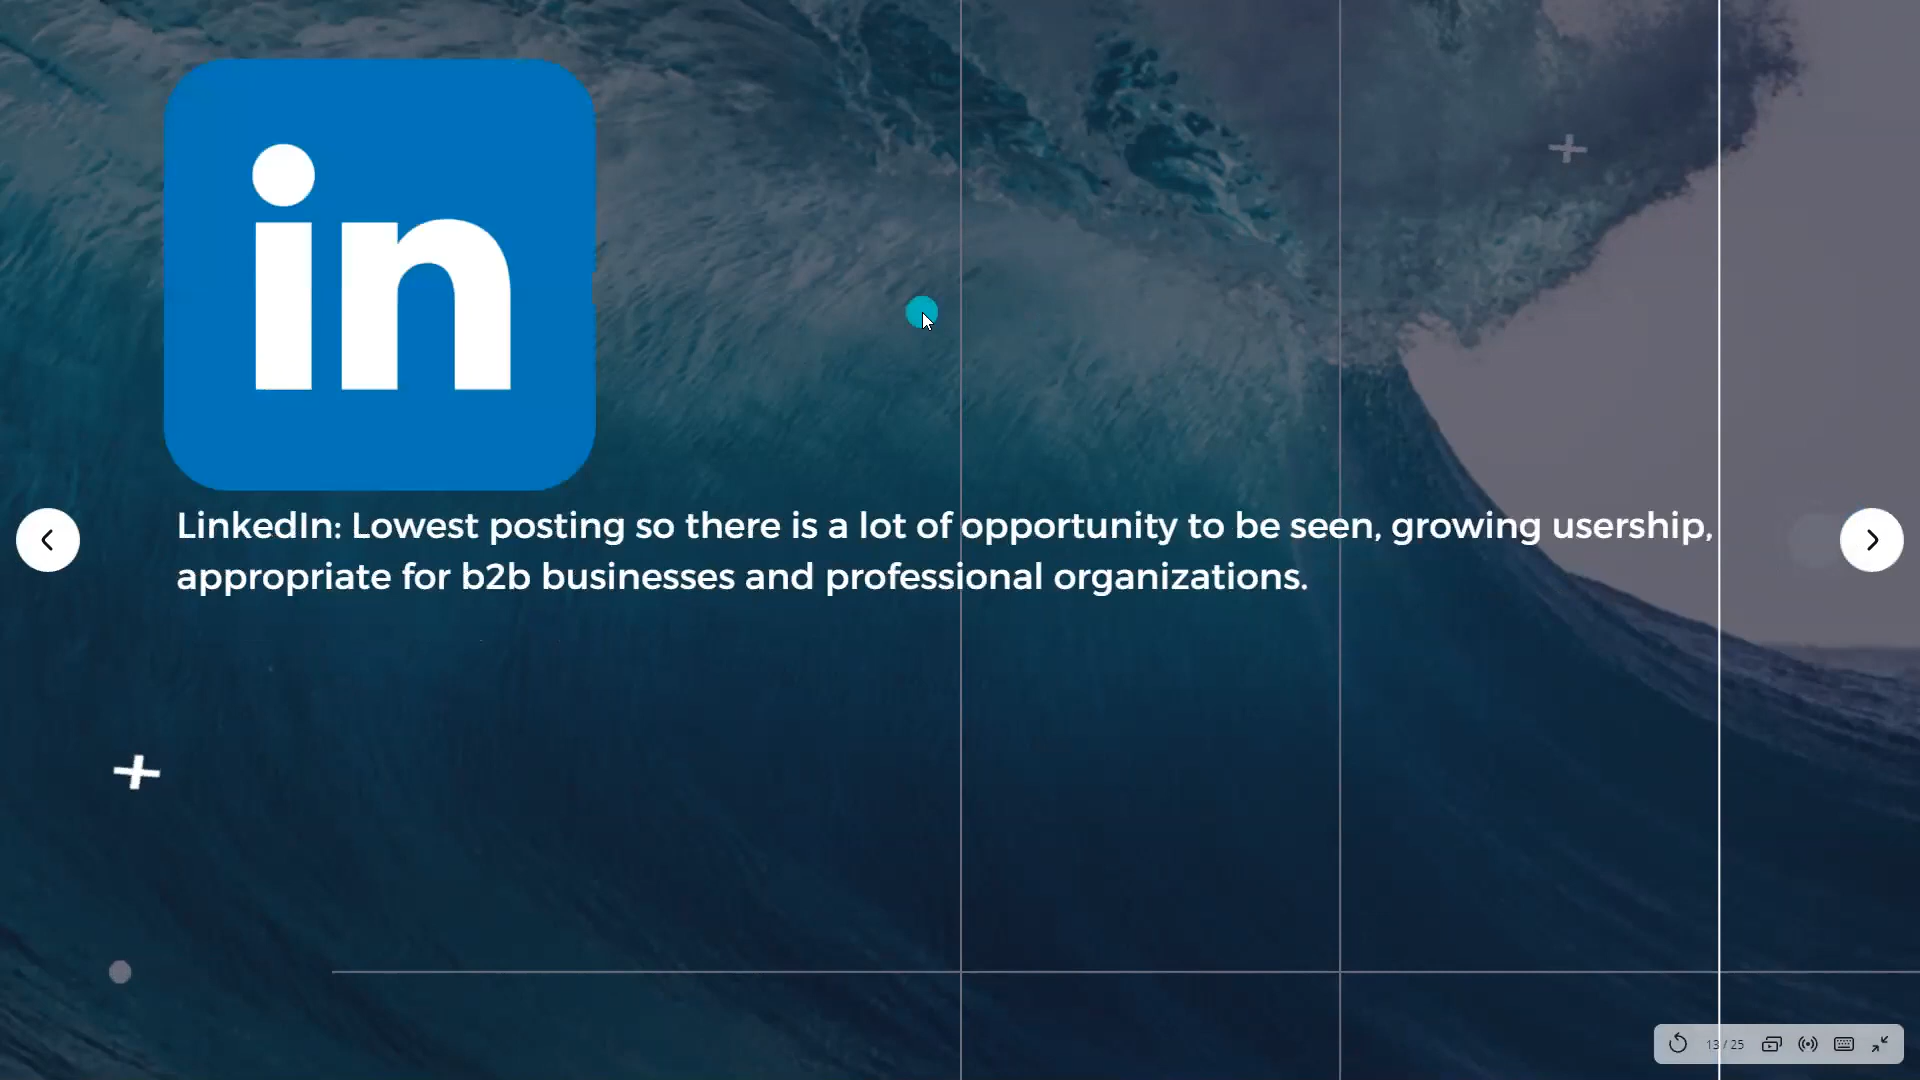 in
LinkedIn: Lowest posting so there is a lot of opportunity to be seen, growing usership,
appropriate for b2b businesses and professional organizations.
13 / 25